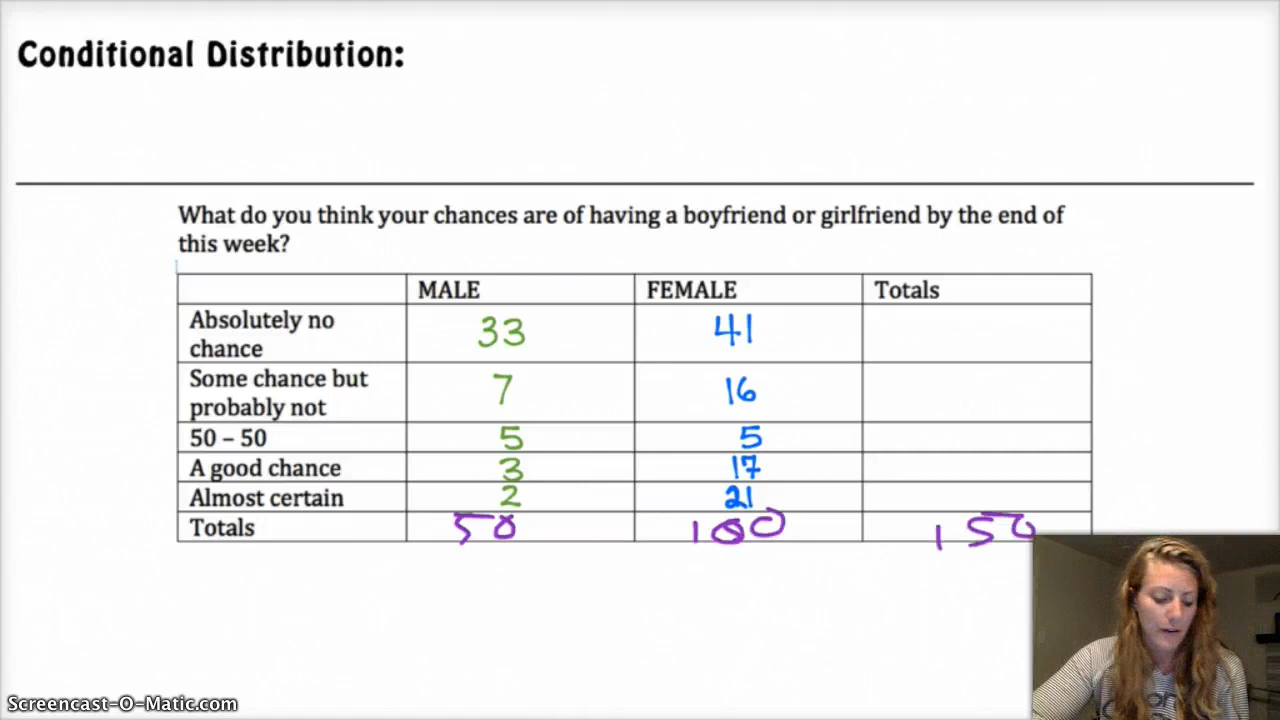 Conditional Distribution:
What do you think your chances are of having a boyfriend or girlfriend by the end of
this week?
MALE FEMALE Totals
Absolutely no
chance 33 41
Some chance but
probably not 7 16
50 – 50 5 5
A good chance 3 17
Almost certain 2 21
Totals 50 100 150
Screencast-O-Matic.com